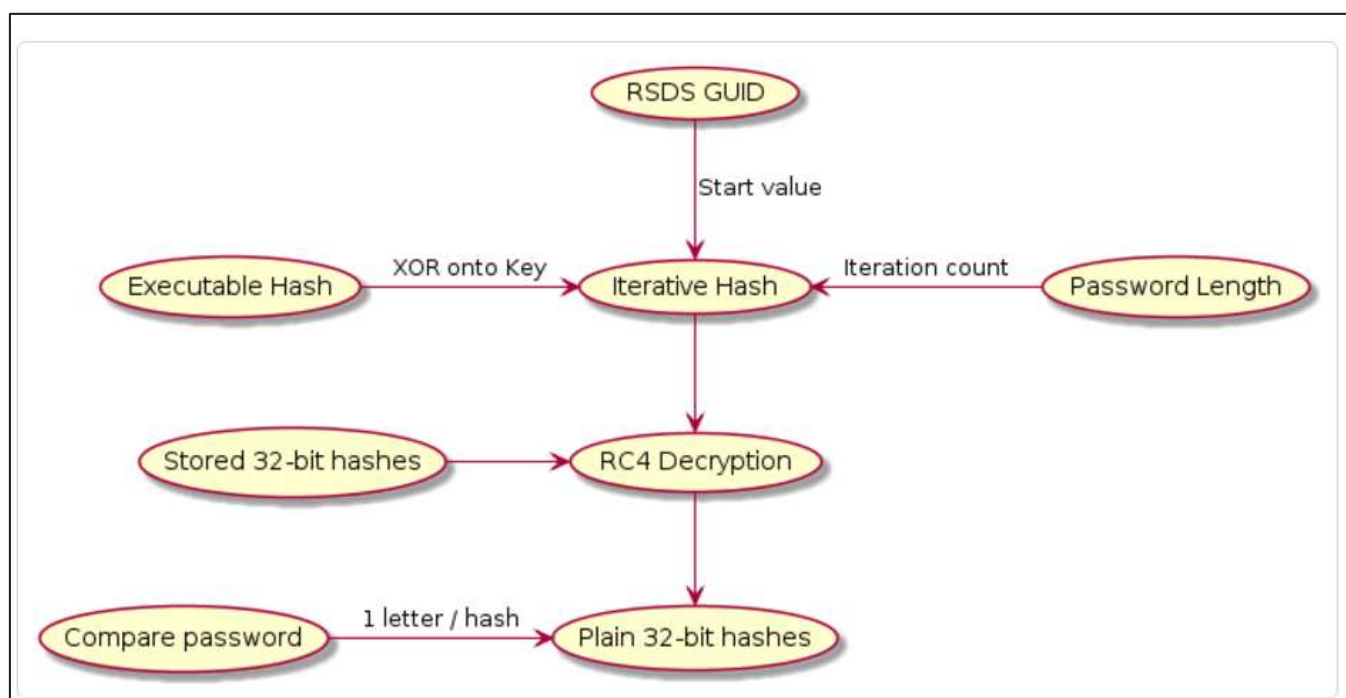 RSDS GUID
Start value
Executable Hash
XOR onto Key
Iterative Hash
Iteration count
Password Length
Stored 32-bit hashes
RC4 Decryption
Compare password
1 letter / hash
Plain 32-bit hashes